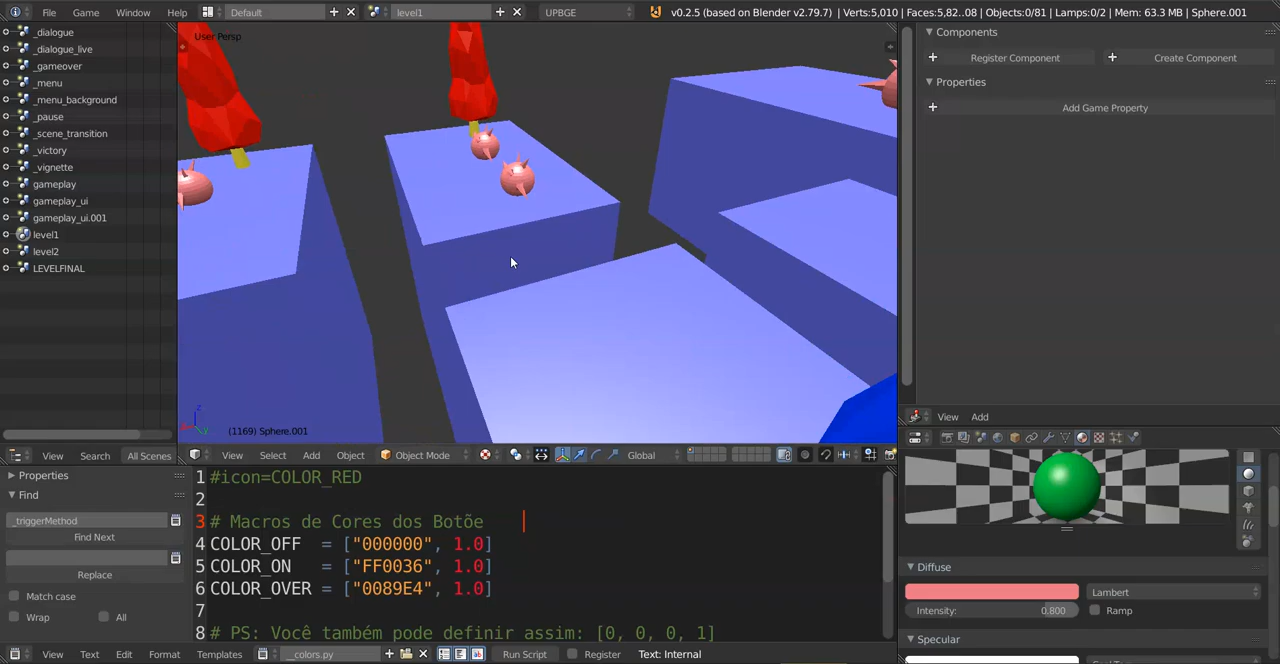 File Game Window Help Default level1 UPBGE v0.2.5 (based on Blender v2.79.7) | Verts:5,010 | Faces:5,82..08 | Objects:0/81 | Lamps:0/2 | Mem: 63.3 MB | Sphere.001
_dialogue
_dialogue_live
_gameover
_menu
_menu_background
_pause
_scene_transition
_victory
_vignette
gameplay
gameplay_ui
gameplay_ui.001
level1
level2
LEVELFINAL
View Search All Scenes
User Persp
(1169) Sphere.001
View Select Add Object Object Mode Global
Components
Register Component Create Component
Properties
Add Game Property
View Add
Diffuse
Lambert
Intensity: 0.800 Ramp
Specular
Properties
Find
_triggerMethod
Find Next
Replace
Match case
Wrap All
1 #icon=COLOR_RED
2
3 # Macros de Cores dos Botõe
4 COLOR_OFF = ["000000", 1.0]
5 COLOR_ON = ["FF0036", 1.0]
6 COLOR_OVER = ["0089E4", 1.0]
7
8 # PS: Você também pode definir assim: [0, 0, 0, 1]
View Text Edit Format Templates __colors.py Run Script Register Text: Internal